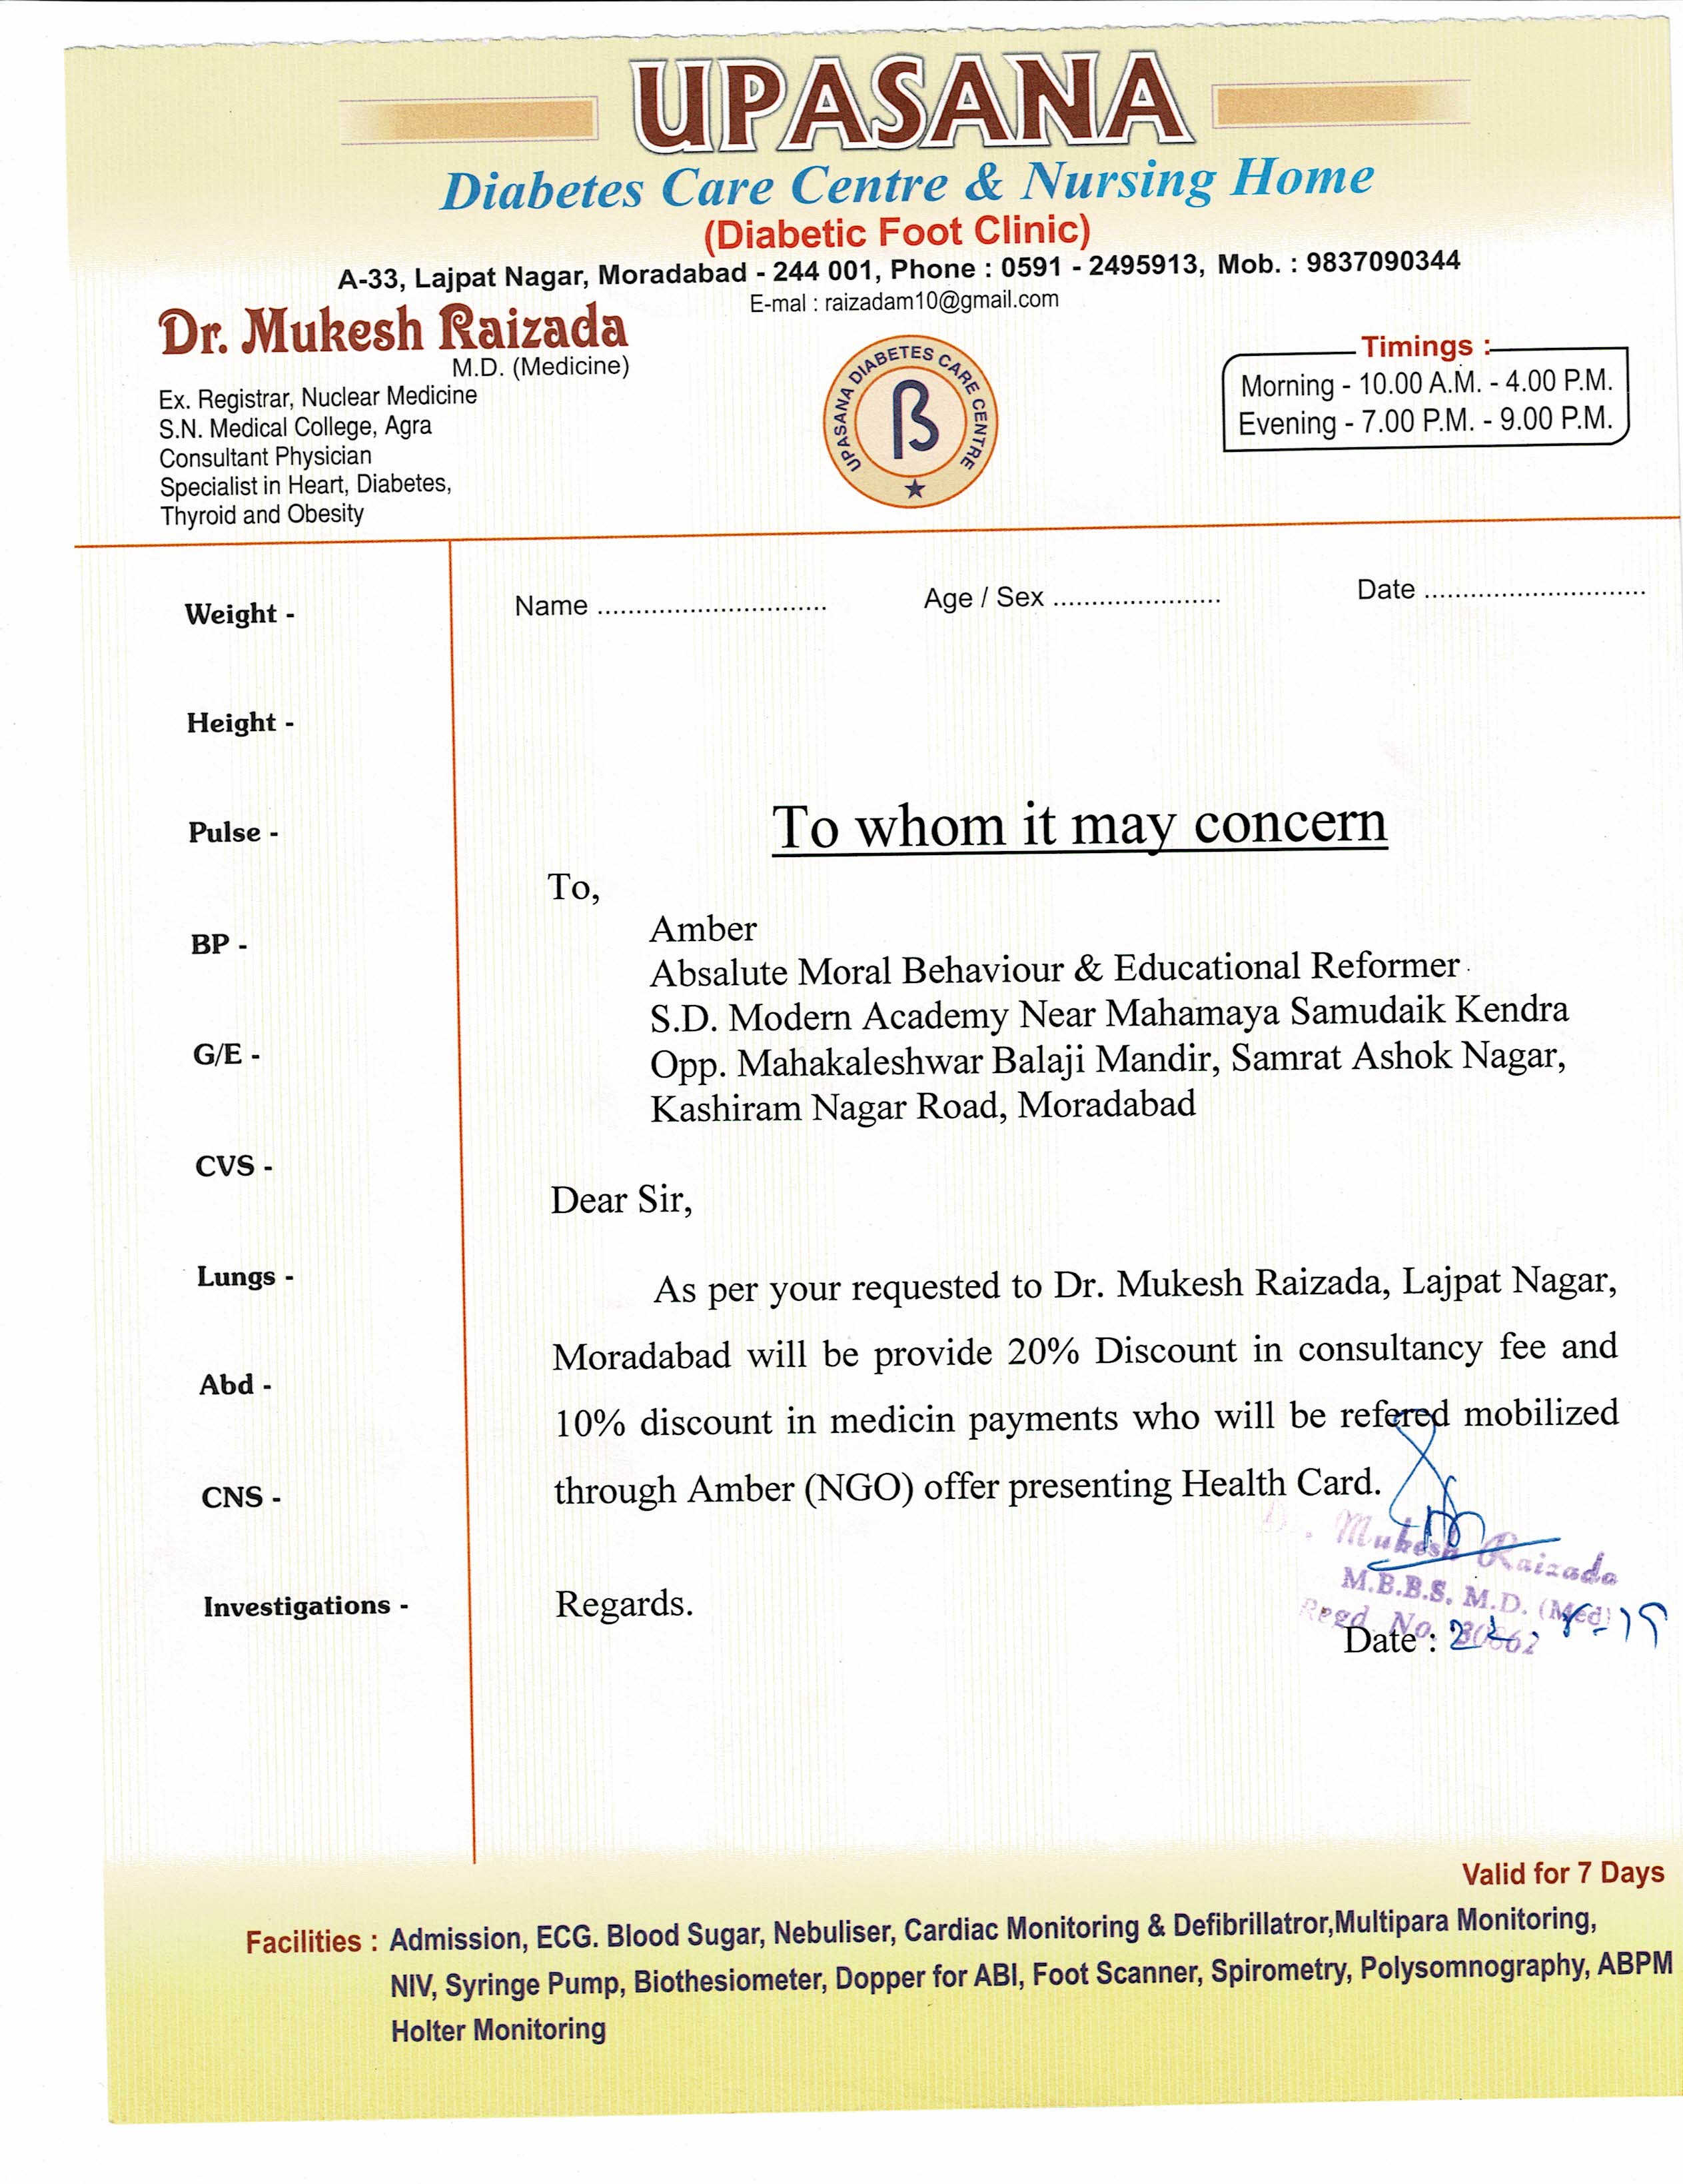 UPASANA
Diabetes Care Centre & Nursing Home
(Diabetic Foot Clinic)
A-33, Lajpat Nagar, Moradabad - 244 001, Phone : 0591 - 2495913, Mob. : 9837090344
E-mal : raizadam10@gmail.com
Dr. Mukesh Raizada
M.D. (Medicine)
Ex. Registrar, Nuclear Medicine
S.N. Medical College, Agra
Consultant Physician
Specialist in Heart, Diabetes,
Thyroid and Obesity
UPASANA DIABETES CARE CENTRE
β
Timings :
Morning - 10.00 A.M. - 4.00 P.M.
Evening - 7.00 P.M. - 9.00 P.M.
Name ............................. Age / Sex ...................... Date .............................
Weight -
Height -
Pulse -
BP -
G/E -
CVS -
Lungs -
Abd -
CNS -
Investigations -
To whom it may concern
To,
Amber
Absalute Moral Behaviour & Educational Reformer
S.D. Modern Academy Near Mahamaya Samudaik Kendra
Opp. Mahakaleshwar Balaji Mandir, Samrat Ashok Nagar,
Kashiram Nagar Road, Moradabad
Dear Sir,
As per your requested to Dr. Mukesh Raizada, Lajpat Nagar,
Moradabad will be provide 20% Discount in consultancy fee and
10% discount in medicin payments who will be refered mobilized
through Amber (NGO) offer presenting Health Card.
D. Mukesh Raizada
M.B.B.S. M.D. (Med)
Regd. No.
Regards.
Date :
Valid for 7 Days
Facilities : Admission, ECG. Blood Sugar, Nebuliser, Cardiac Monitoring & Defibrillatror,Multipara Monitoring,
NIV, Syringe Pump, Biothesiometer, Dopper for ABI, Foot Scanner, Spirometry, Polysomnography, ABPM
Holter Monitoring